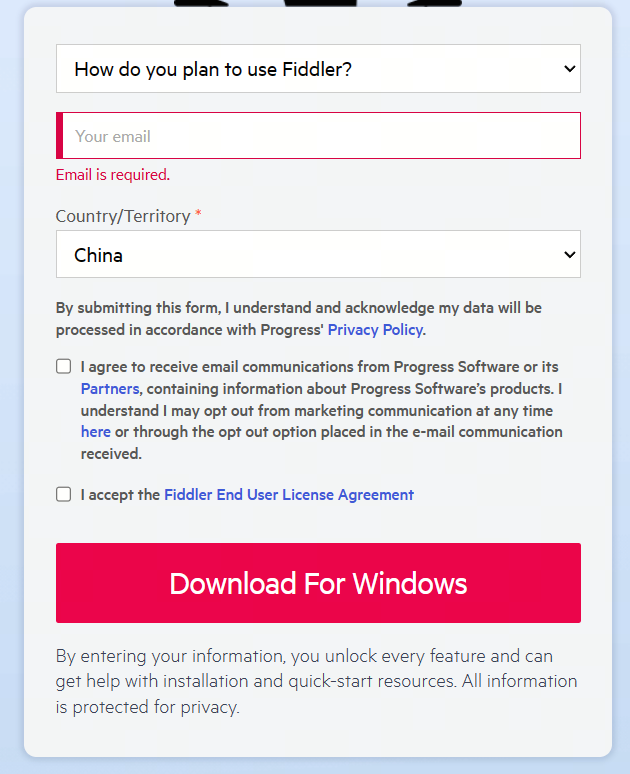 How do you plan to use Fiddler?
Your email
Email is required.
Country/Territory *
China
By submitting this form, I understand and acknowledge my data will be
processed in accordance with Progress' Privacy Policy.
I agree to receive email communications from Progress Software or its
Partners, containing information about Progress Software’s products. I
understand I may opt out from marketing communication at any time
here or through the opt out option placed in the e-mail communication
received.
I accept the Fiddler End User License Agreement
Download For Windows
By entering your information, you unlock every feature and can
get help with installation and quick-start resources. All information
is protected for privacy.